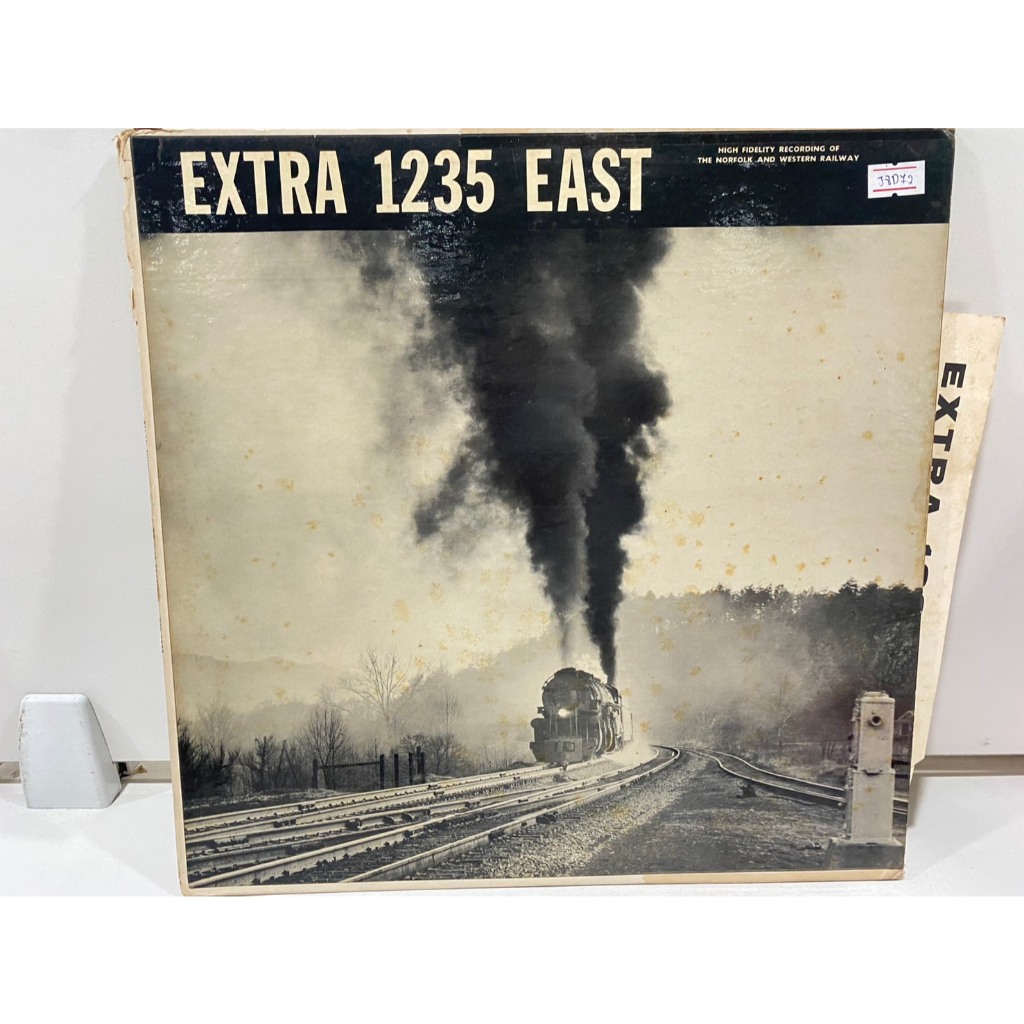 EXTRA 1235 EAST
HIGH FIDELITY RECORDING OF
THE NORFOLK AND WESTERN RAILWAY
EXTRA